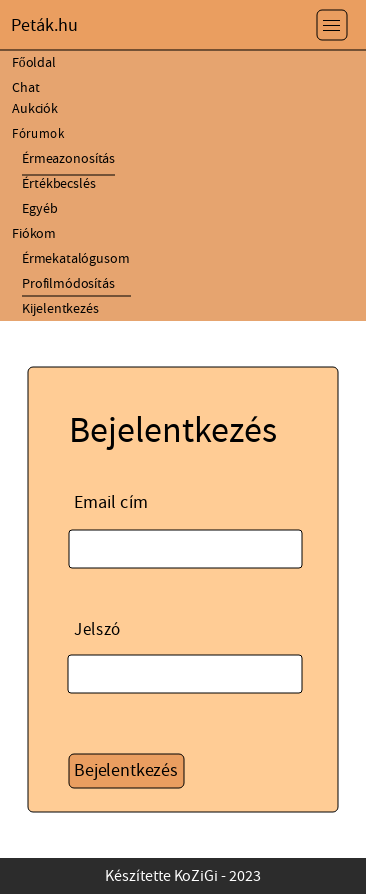 Peták.hu
Főoldal
Chat
Aukciók
Fórumok
Érmeazonosítás
Értékbecslés
Egyéb
Fiókom
Érmekatalógusom
Profilmódosítás
Kijelentkezés
Bejelentkezés
Email cím
Jelszó
Bejelentkezés
Készítette KoZiGi - 2023